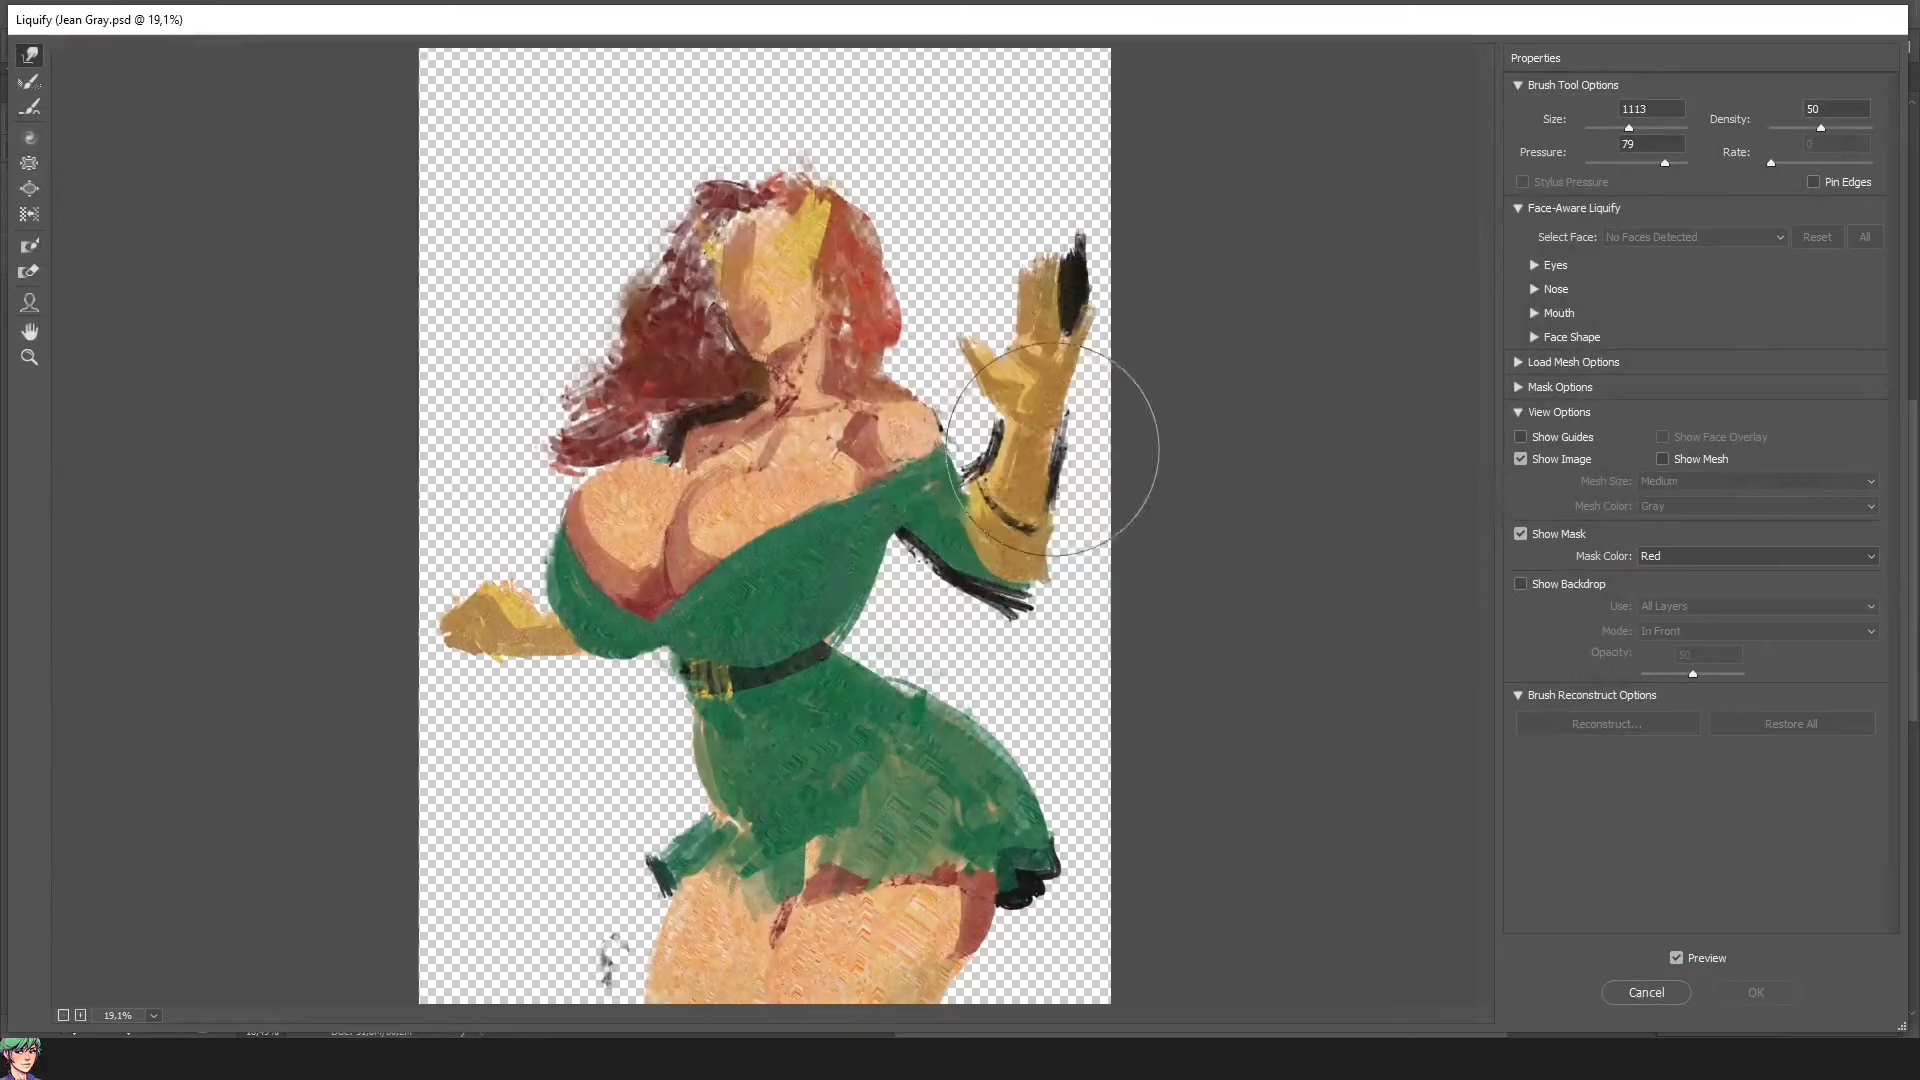 Liquify (Jean Gray.psd @ 19,1%)
Properties
Brush Tool Options
Size: 1113 Density: 50
Pressure: 79 Rate: 0
Stylus Pressure Pin Edges
Face-Aware Liquify
Select Face: No Faces Detected Reset All
Eyes
Nose
Mouth
Face Shape
Load Mesh Options
Mask Options
View Options
Show Guides Show Face Overlay
Show Image Show Mesh
Mesh Size: Medium
Mesh Color: Gray
Show Mask
Mask Color: Red
Show Backdrop
Use: All Layers
Mode: In Front
Opacity: 50
Brush Reconstruct Options
Reconstruct... Restore All
Preview
Cancel OK
19,1%